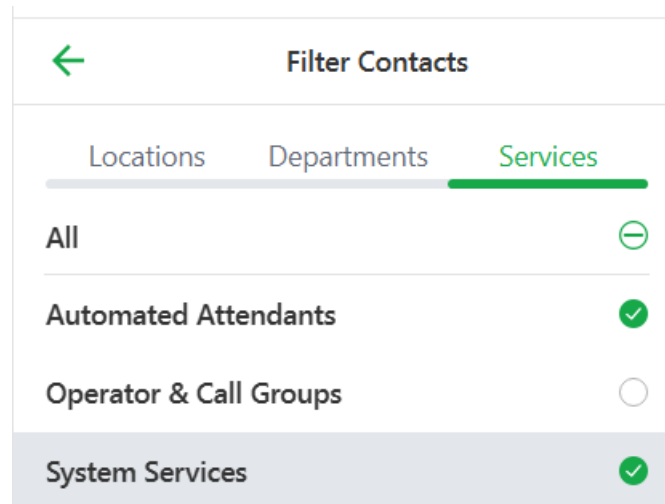 Filter Contacts
Locations Departments Services
All
Automated Attendants
Operator & Call Groups
System Services